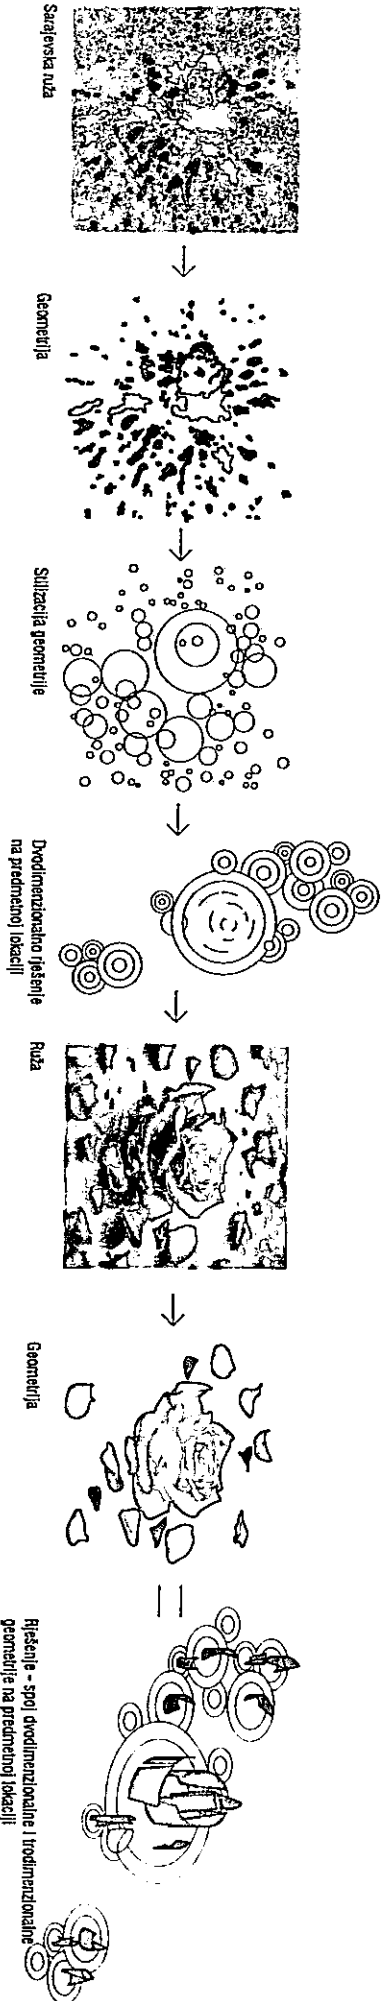 Sarajevska ruža
Geometrija
Stilizacija geometrije
Dvodimenzionalno rješenje
na predmetnoj lokaciji
Ruža
Geometrija
Rješenje - spoj dvodimenzionalne i trodimenzionalne
geometrije na predmetnoj lokaciji